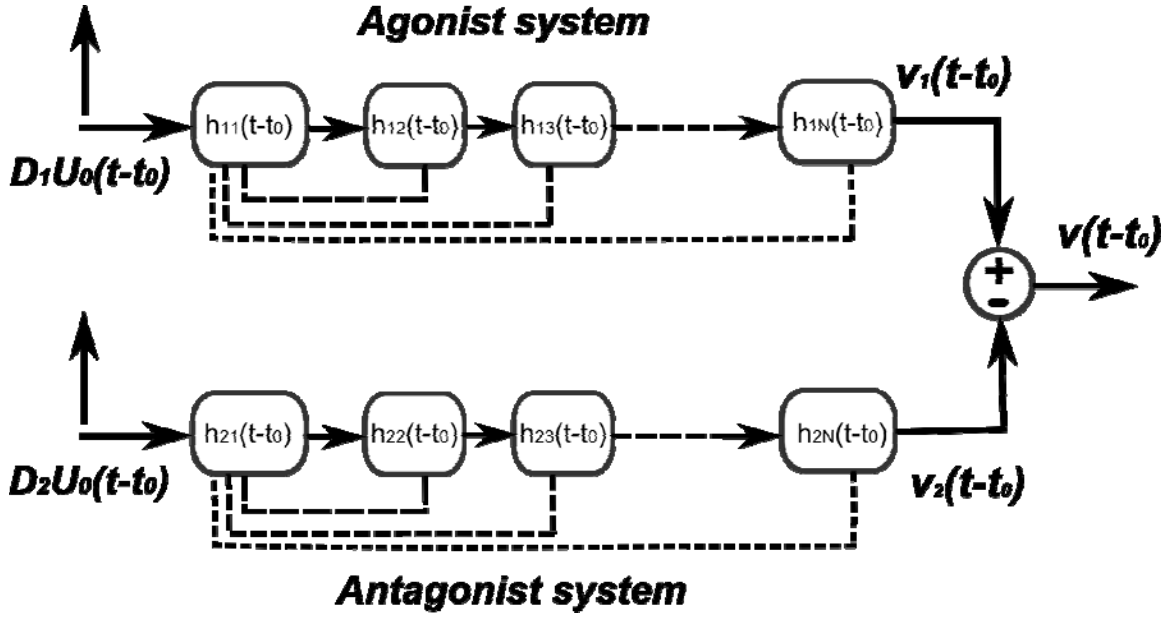 Agonist system
v₁(t-t₀)
h₁₁(t-t₀) h₁₂(t-t₀) h₁₃(t-t₀) h₁N(t-t₀)
D₁U₀(t-t₀)
v(t-t₀)
+
-
h₂₁(t-t₀) h₂₂(t-t₀) h₂₃(t-t₀) h₂N(t-t₀)
D₂U₀(t-t₀)
v₂(t-t₀)
Antagonist system